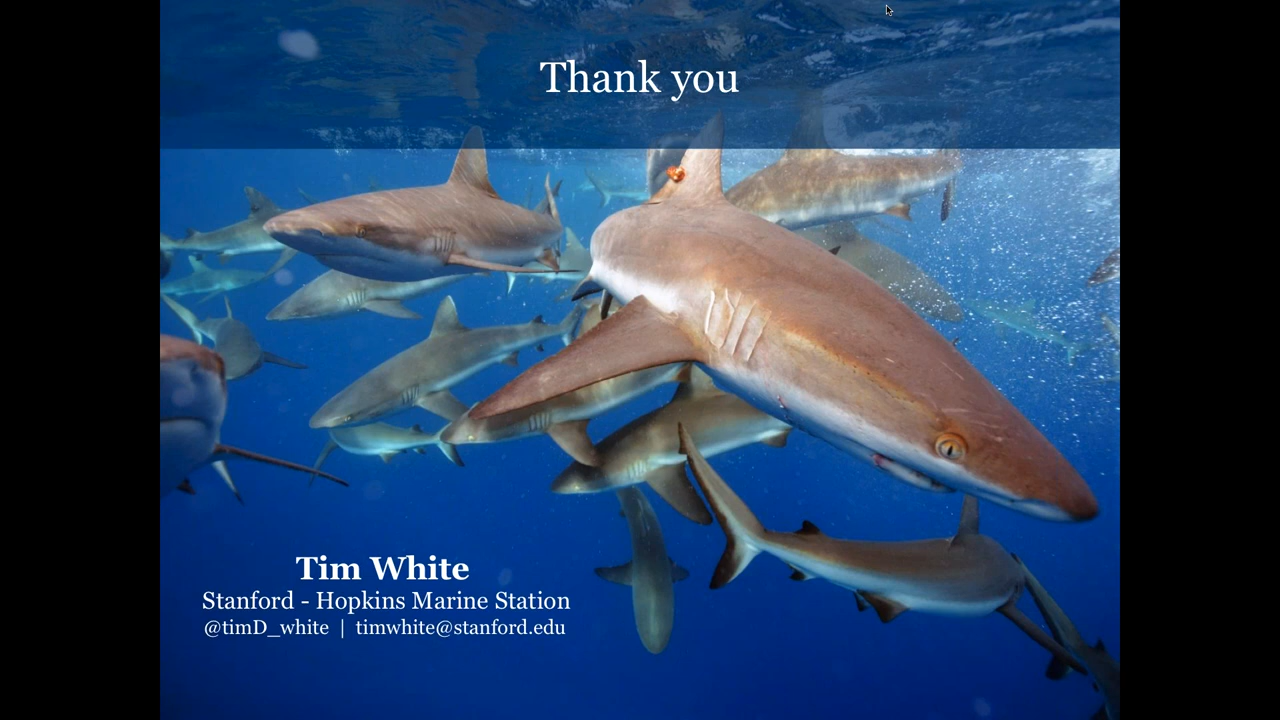 Thank you
Tim White
Stanford - Hopkins Marine Station
@timD_white | timwhite@stanford.edu